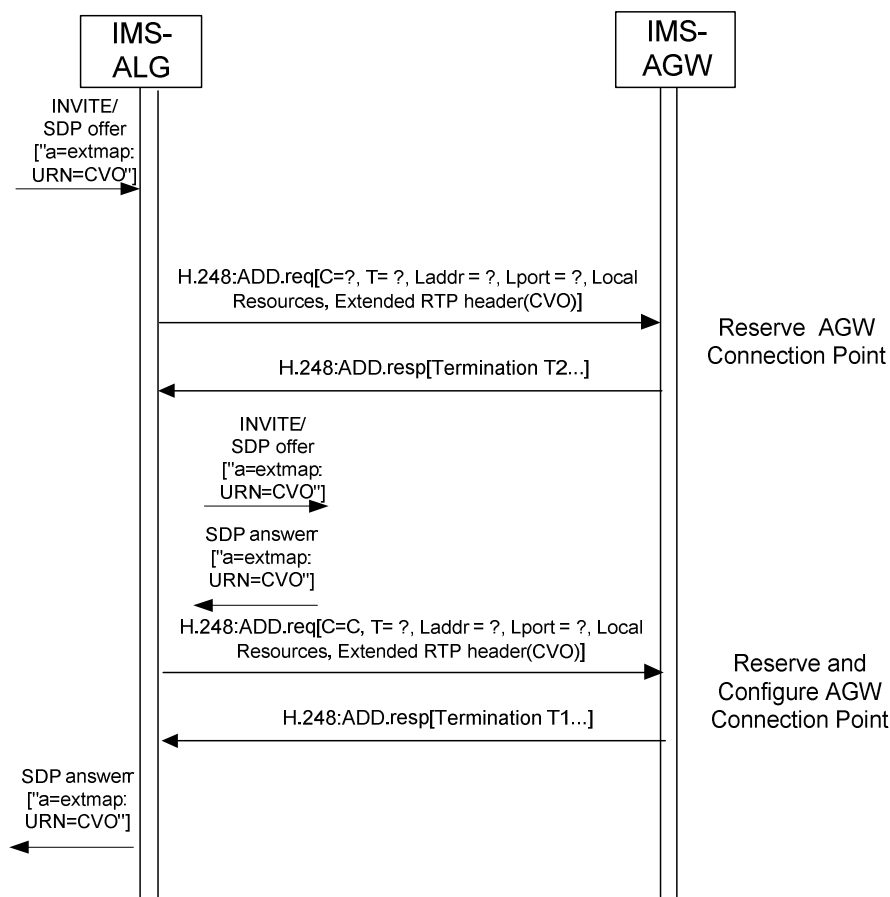 IMS-
ALG
IMS-
AGW
INVITE/
SDP offer
["a=extmap:
URN=CVO"]
H.248:ADD.req[C=?, T= ?, Laddr = ?, Lport = ?, Local
Resources, Extended RTP header(CVO)]
Reserve AGW
Connection Point
H.248:ADD.resp[Termination T2...]
INVITE/
SDP offer
["a=extmap:
URN=CVO"]
SDP answerr
["a=extmap:
URN=CVO"]
H.248:ADD.req[C=C, T= ?, Laddr = ?, Lport = ?, Local
Resources, Extended RTP header(CVO)]
Reserve and
Configure AGW
Connection Point
H.248:ADD.resp[Termination T1...]
SDP answerr
["a=extmap:
URN=CVO"]